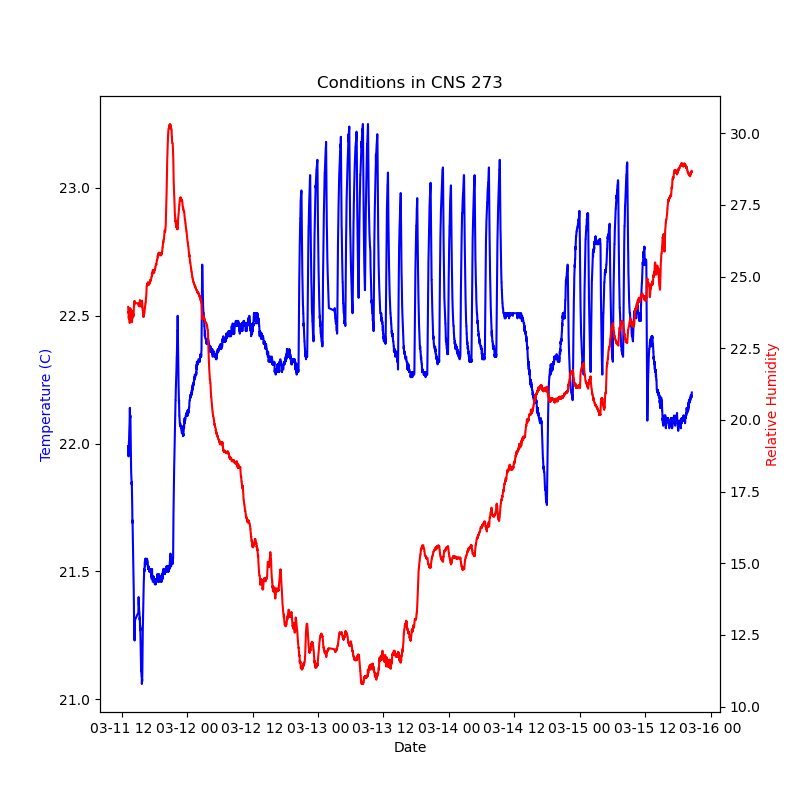 Conditions in CNS 273
23.0
22.5
22.0
21.5
21.0
Temperature (C)
30.0
27.5
25.0
22.5
20.0
17.5
15.0
12.5
10.0
Relative Humidity
03-11 12 03-12 00 03-12 12 03-13 00 03-13 12 03-14 00 03-14 12 03-15 00 03-15 12 03-16 00
Date